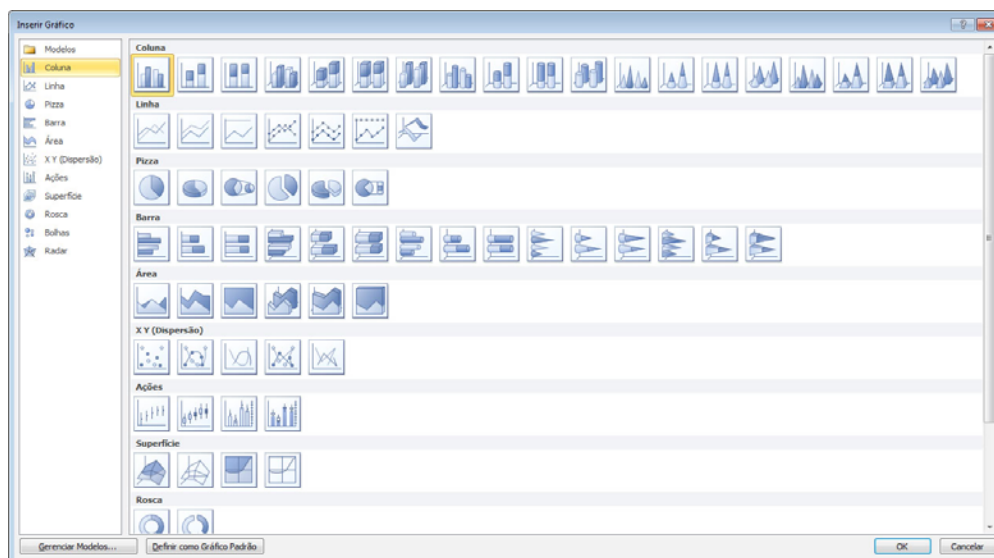 Inserir Gráfico
Modelos
Coluna
Linha
Pizza
Barra
Área
X Y (Dispersão)
Ações
Superfície
Rosca
Bolhas
Radar
Coluna
Linha
Pizza
Barra
Área
X Y (Dispersão)
Ações
Superfície
Rosca
Gerenciar Modelos...
Definir como Gráfico Padrão
OK
Cancelar